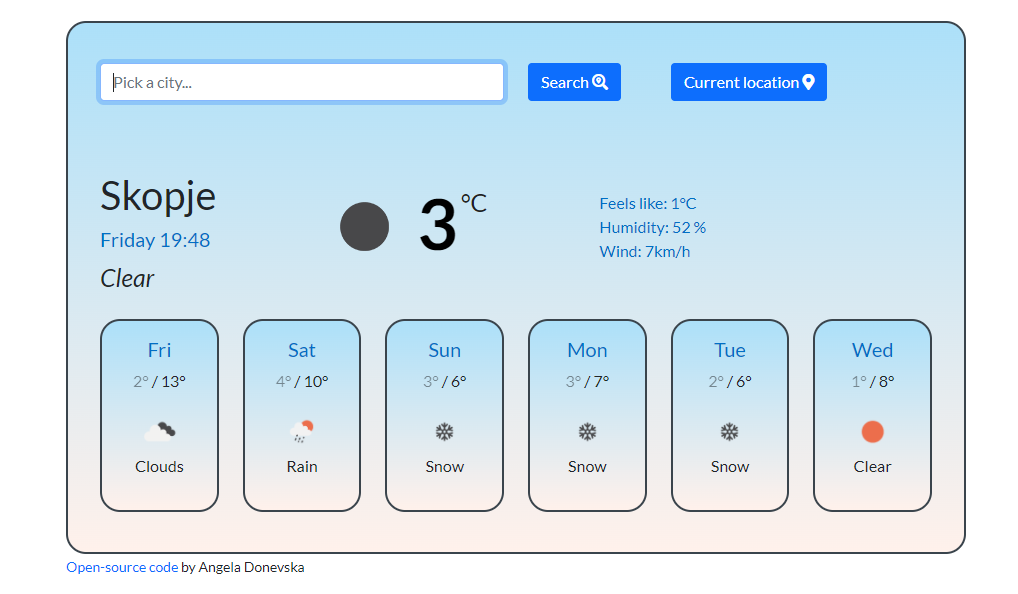 Pick a city...
Search
Current location
Skopje
Friday 19:48
Clear
3 °C
Feels like: 1°C
Humidity: 52 %
Wind: 7km/h
Fri
2° / 13°
Clouds
Sat
4° / 10°
Rain
Sun
3° / 6°
Snow
Mon
3° / 7°
Snow
Tue
2° / 6°
Snow
Wed
1° / 8°
Clear
Open-source code by Angela Donevska